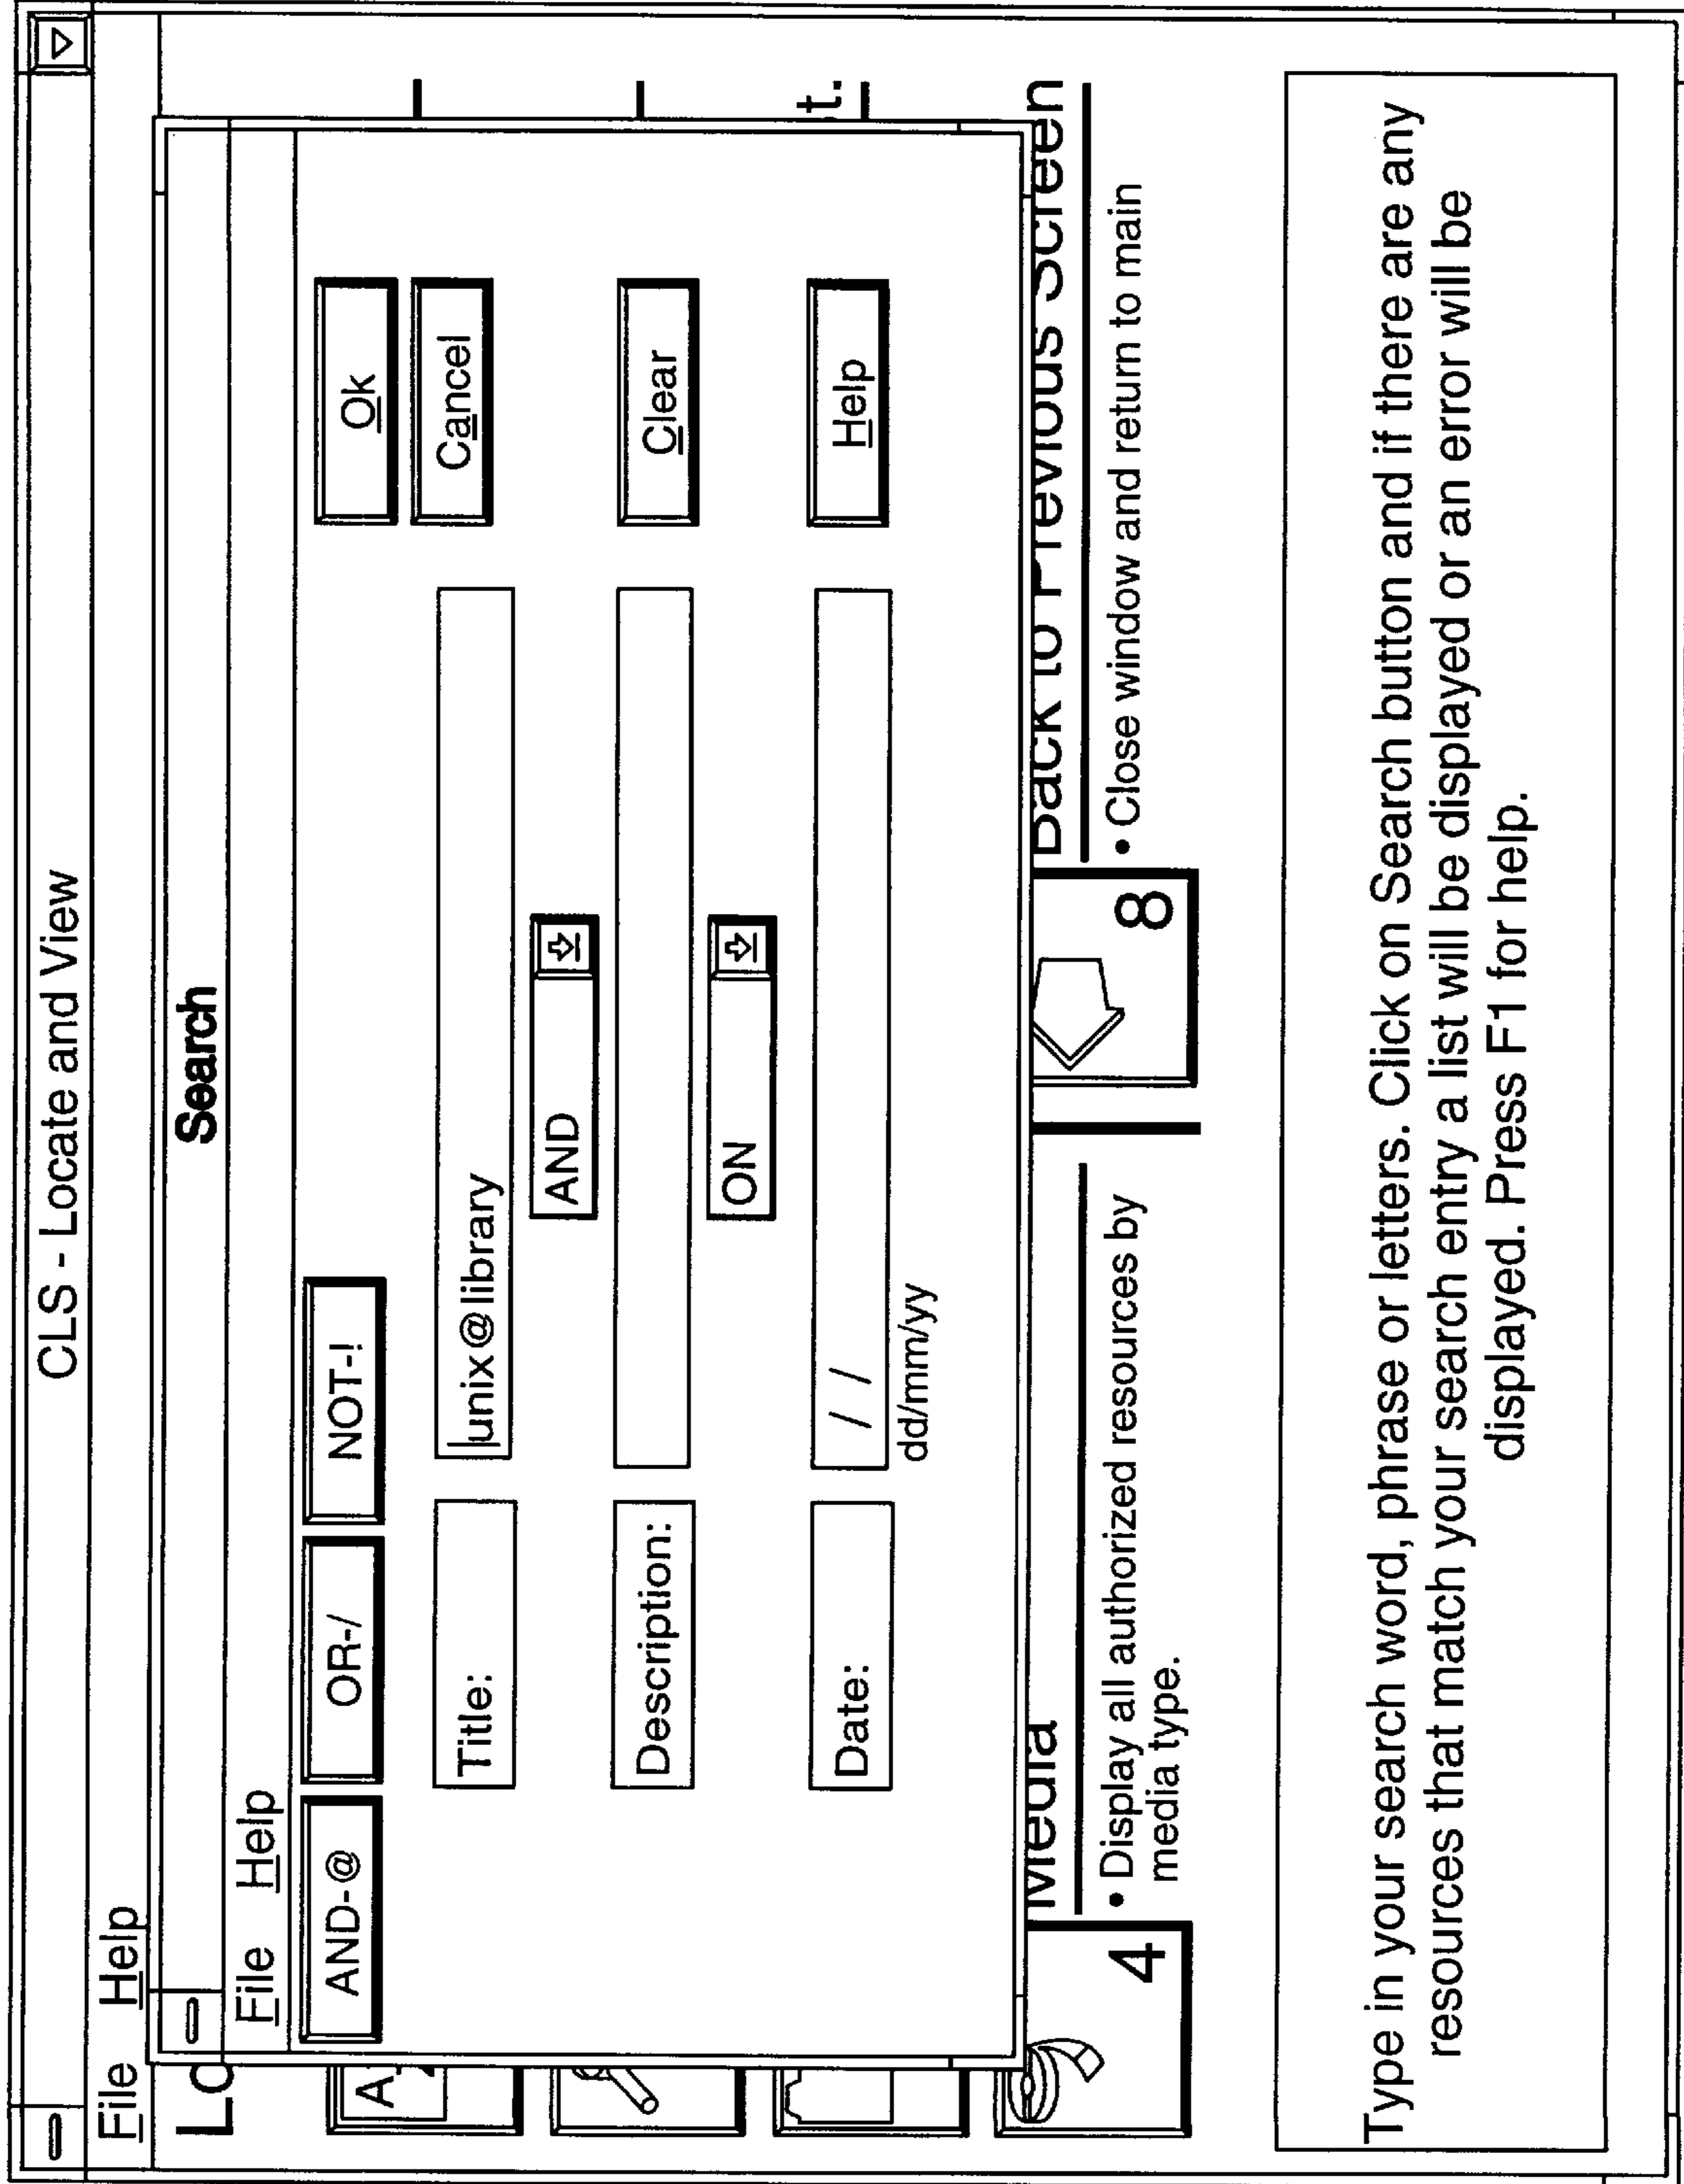 CLS - Locate and View
File Help
Search
File Help
AND-@ OR-/ NOT-!
Ok
Cancel
Title: unix@library
AND
Description:
Clear
ON
Date: / /
dd/mm/yy
Help
t.
Media
• Display all authorized resources by
media type.
4
Back to Previous Screen
• Close window and return to main
8
Type in your search word, phrase or letters. Click on Search button and if there are any
resources that match your search entry a list will be displayed or an error will be
displayed. Press F1 for help.